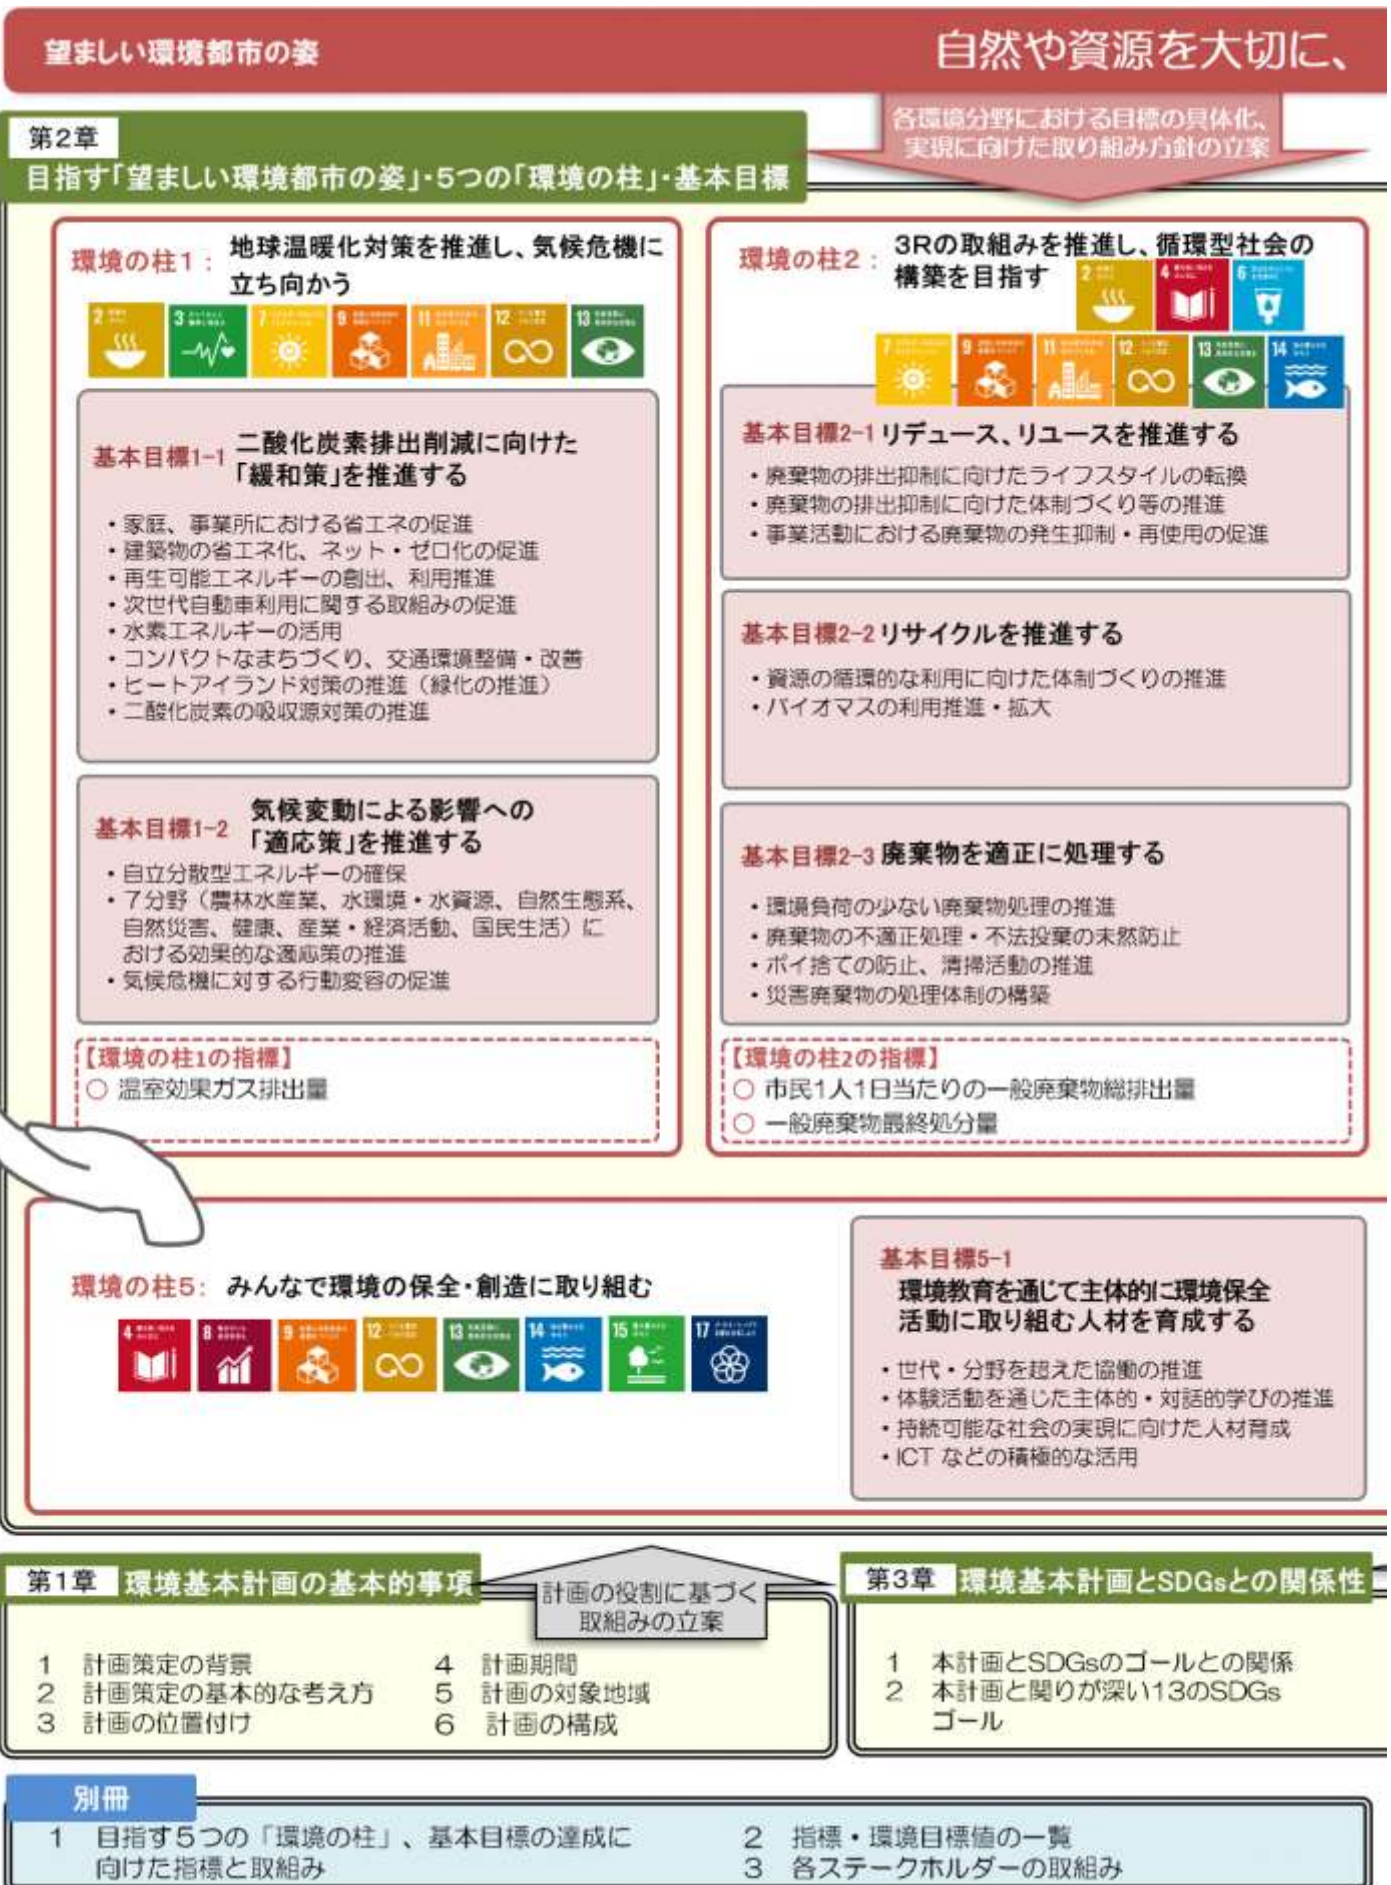 望ましい環境都市の姿
自然や資源を大切に、
各環境分野における目標の具体化、
実現に向けた取り組み方針の立案
第2章
目指す「望ましい環境都市の姿」・5つの「環境の柱」・基本目標
環境の柱1:
地球温暖化対策を推進し、気候危機に
立ち向かう
2
3
7
9
11
12
13
基本目標1-1
二酸化炭素排出削減に向けた
「緩和策」を推進する
・家庭、事業所における省エネの促進
・建築物の省エネ化、ネット・ゼロ化の促進
・再生可能エネルギーの創出、利用推進
・次世代自動車利用に関する取組みの促進
・水素エネルギーの活用
・コンパクトなまちづくり、交通環境整備・改善
・ヒートアイランド対策の推進(緑化の推進)
・二酸化炭素の吸収源対策の推進
基本目標1-2
気候変動による影響への
「適応策」を推進する
・自立分散型エネルギーの確保
・7分野(農林水産業、水環境・水資源、自然生態系、
自然災害、健康、産業・経済活動、国民生活)に
おける効果的な適応策の推進
・気候危機に対する行動変容の促進
【環境の柱1の指標】
○ 温室効果ガス排出量
環境の柱2:
3Rの取組みを推進し、循環型社会の
構築を目指す
2
4
6
7
9
11
12
13
14
基本目標2-1 リデュース、リユースを推進する
・廃棄物の排出抑制に向けたライフスタイルの転換
・廃棄物の排出抑制に向けた体制づくり等の推進
・事業活動における廃棄物の発生抑制・再使用の促進
基本目標2-2 リサイクルを推進する
・資源の循環的な利用に向けた体制づくりの推進
・バイオマスの利用推進・拡大
基本目標2-3 廃棄物を適正に処理する
・環境負荷の少ない廃棄物処理の推進
・廃棄物の不適正処理・不法投棄の未然防止
・ポイ捨ての防止、清掃活動の推進
・災害廃棄物の処理体制の構築
【環境の柱2の指標】
○ 市民1人1日当たりの一般廃棄物総排出量
○ 一般廃棄物最終処分量
環境の柱5: みんなで環境の保全・創造に取り組む
4
8
9
12
13
14
15
17
基本目標5-1
環境教育を通じて主体的に環境保全
活動に取り組む人材を育成する
・世代・分野を超えた協働の推進
・体験活動を通じた主体的・対話的学びの推進
・持続可能な社会の実現に向けた人材育成
・ICT などの積極的な活用
第1章 環境基本計画の基本的事項
計画の役割に基づく
取組みの立案
1 計画策定の背景
2 計画策定の基本的な考え方
3 計画の位置付け
4 計画期間
5 計画の対象地域
6 計画の構成
第3章 環境基本計画とSDGsとの関係性
1 本計画とSDGsのゴールとの関係
2 本計画と関りが深い13のSDGs
ゴール
別冊
1 目指す5つの「環境の柱」、基本目標の達成に
向けた指標と取組み
2 指標・環境目標値の一覧
3 各ステークホルダーの取組み